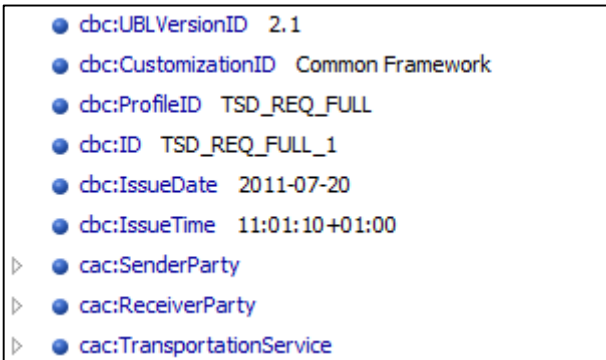 cbc:UBLVersionID 2.1
cbc:CustomizationID Common Framework
cbc:ProfileID TSD_REQ_FULL
cbc:ID TSD_REQ_FULL_1
cbc:IssueDate 2011-07-20
cbc:IssueTime 11:01:10+01:00
cac:SenderParty
cac:ReceiverParty
cac:TransportationService